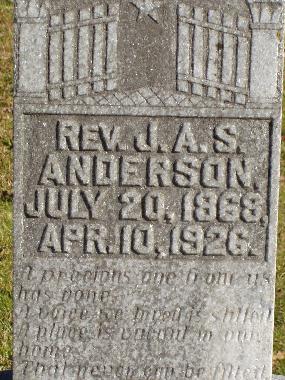 REV. J. A. S.
ANDERSON.
JULY 20, 1868,
APR. 10, 1926.
A precious one from us
has gone,
A voice we loved is stilled
A place is vacant in our
home
That never can be filled